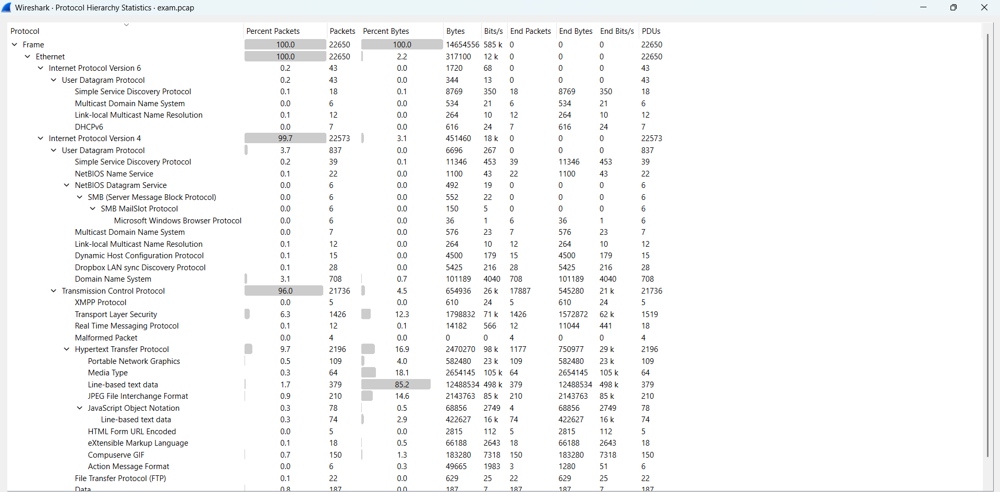 Wireshark · Protocol Hierarchy Statistics · exam.pcap
Protocol Percent Packets Packets Percent Bytes Bytes Bits/s End Packets End Bytes End Bits/s PDUs
Frame 100.0 22650 100.0 14654556 585 k 0 0 0 22650
Ethernet 100.0 22650 2.2 317100 12 k 0 0 0 22650
Internet Protocol Version 6 0.2 43 0.0 1720 68 0 0 0 43
User Datagram Protocol 0.2 43 0.0 344 13 0 0 0 43
Simple Service Discovery Protocol 0.1 18 0.1 8769 350 18 8769 350 18
Multicast Domain Name System 0.0 6 0.0 534 21 6 534 21 6
Link-local Multicast Name Resolution 0.1 12 0.0 264 10 12 264 10 12
DHCPv6 0.0 7 0.0 616 24 7 616 24 7
Internet Protocol Version 4 99.7 22573 3.1 451460 18 k 0 0 0 22573
User Datagram Protocol 3.7 837 0.0 6696 267 0 0 0 837
Simple Service Discovery Protocol 0.2 39 0.1 11346 453 39 11346 453 39
NetBIOS Name Service 0.1 22 0.0 1100 43 22 1100 43 22
NetBIOS Datagram Service 0.0 6 0.0 492 19 0 0 0 6
SMB (Server Message Block Protocol) 0.0 6 0.0 552 22 0 0 0 6
SMB MailSlot Protocol 0.0 6 0.0 150 5 0 0 0 6
Microsoft Windows Browser Protocol 0.0 6 0.0 36 1 6 36 1 6
Multicast Domain Name System 0.0 7 0.0 576 23 7 576 23 7
Link-local Multicast Name Resolution 0.1 12 0.0 264 10 12 264 10 12
Dynamic Host Configuration Protocol 0.1 15 0.0 4500 179 15 4500 179 15
Dropbox LAN sync Discovery Protocol 0.1 28 0.0 5425 216 28 5425 216 28
Domain Name System 3.1 708 0.7 101189 4040 708 101189 4040 708
Transmission Control Protocol 96.0 21736 4.5 654936 26 k 17887 545280 21 k 21736
XMPP Protocol 0.0 5 0.0 610 24 5 610 24 5
Transport Layer Security 6.3 1426 12.3 1798832 71 k 1426 1572872 62 k 1519
Real Time Messaging Protocol 0.1 12 0.1 14182 566 12 11044 441 18
Malformed Packet 0.0 4 0.0 0 0 4 0 0 4
Hypertext Transfer Protocol 9.7 2196 16.9 2470270 98 k 1177 750977 29 k 2196
Portable Network Graphics 0.5 109 4.0 582480 23 k 109 582480 23 k 109
Media Type 0.3 64 18.1 2654145 105 k 64 2654145 105 k 64
Line-based text data 1.7 379 85.2 12488534 498 k 379 12488534 498 k 379
JPEG File Interchange Format 0.9 210 14.6 2143763 85 k 210 2143763 85 k 210
JavaScript Object Notation 0.3 78 0.5 68856 2749 4 68856 2749 78
Line-based text data 0.3 74 2.9 422627 16 k 74 422627 16 k 74
HTML Form URL Encoded 0.0 5 0.0 2815 112 5 2815 112 5
eXtensible Markup Language 0.1 18 0.5 66188 2643 18 66188 2643 18
Compuserve GIF 0.7 150 1.3 183280 7318 150 183280 7318 150
Action Message Format 0.0 6 0.3 49665 1983 3 1280 51 6
File Transfer Protocol (FTP) 0.1 22 0.0 629 25 22 629 25 22
Data 0.8 187 0.0 187 7 187 187 7 187